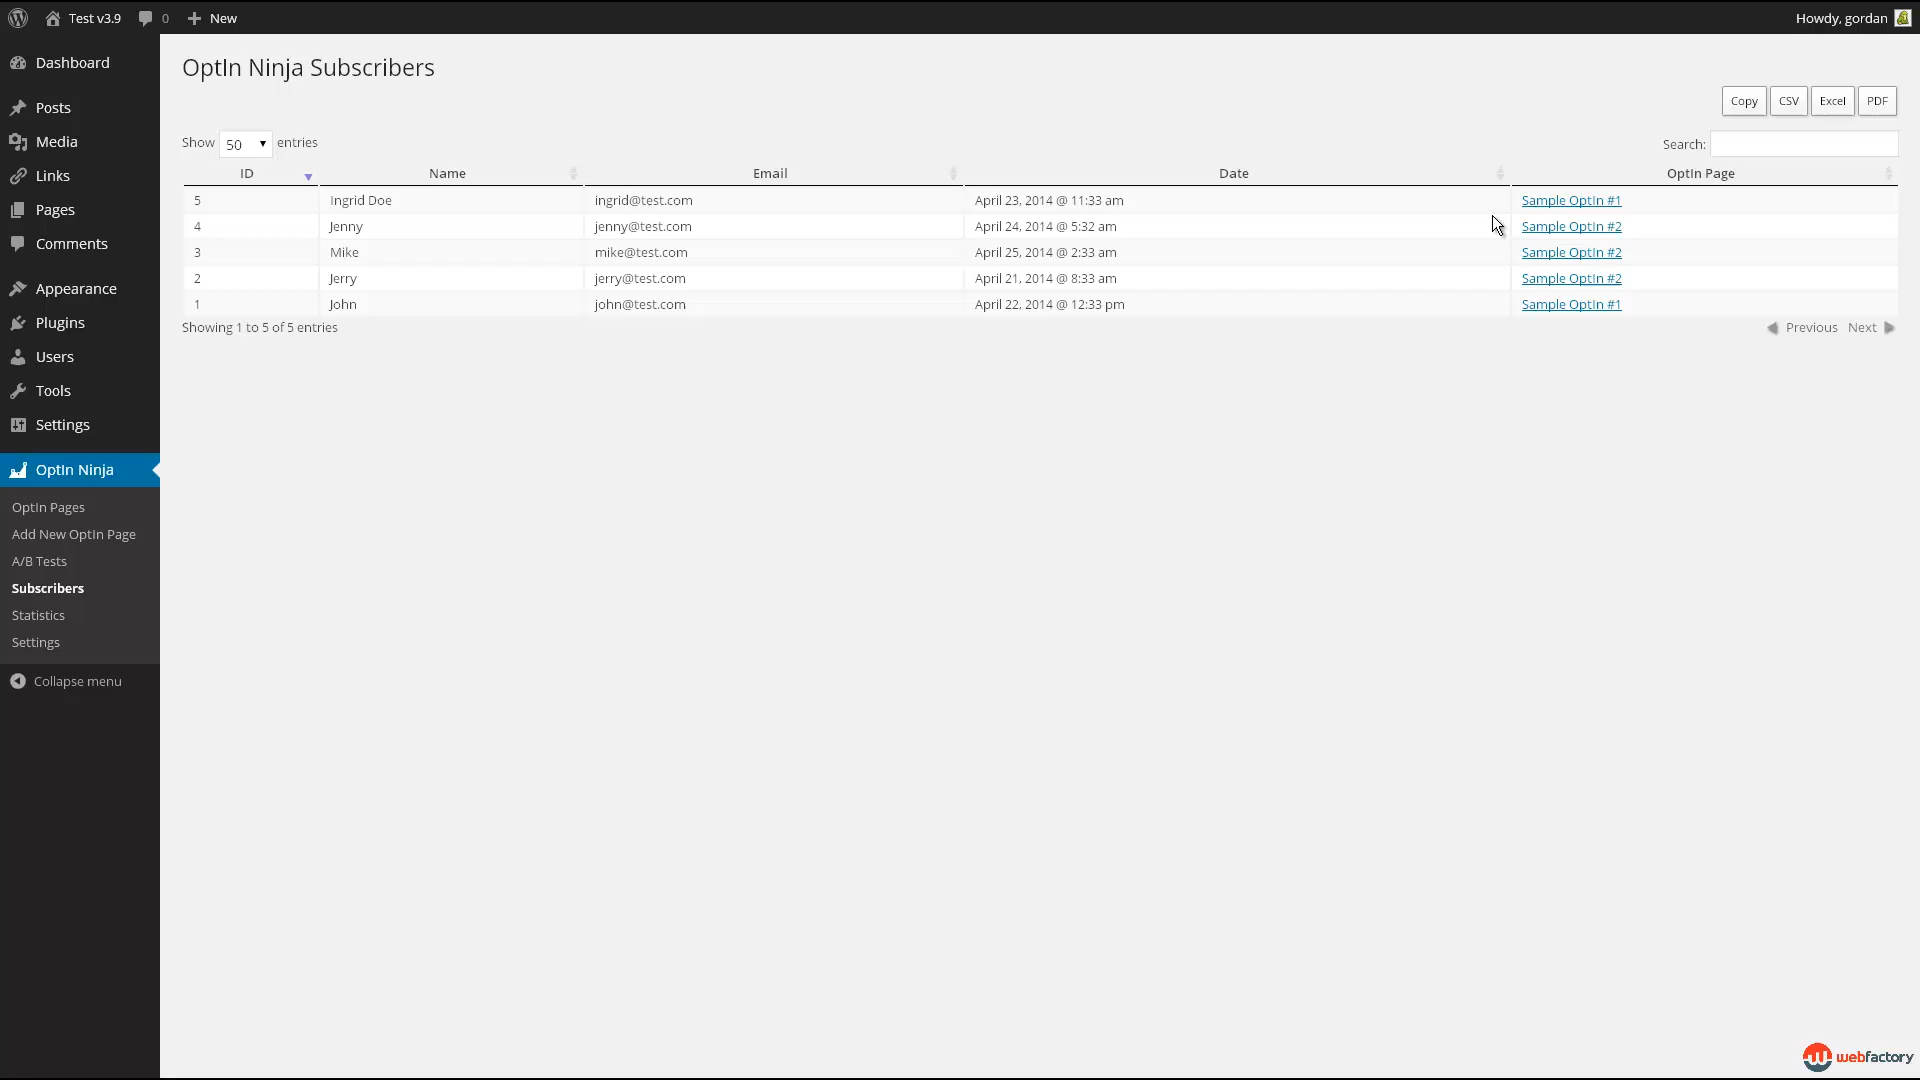 Test v3.9 0 New Howdy, gordan
Dashboard
Posts
Media
Links
Pages
Comments
Appearance
Plugins
Users
Tools
Settings
OptIn Ninja
OptIn Pages
Add New OptIn Page
A/B Tests
Subscribers
Statistics
Settings
Collapse menu
OptIn Ninja Subscribers
Copy CSV Excel PDF
Show 50 entries Search:
ID Name Email Date OptIn Page
5 Ingrid Doe ingrid@test.com April 23, 2014 @ 11:33 am Sample OptIn #1
4 Jenny jenny@test.com April 24, 2014 @ 5:32 am Sample OptIn #2
3 Mike mike@test.com April 25, 2014 @ 2:33 am Sample OptIn #2
2 Jerry jerry@test.com April 21, 2014 @ 8:33 am Sample OptIn #2
1 John john@test.com April 22, 2014 @ 12:33 pm Sample OptIn #1
Showing 1 to 5 of 5 entries Previous Next
webfactory